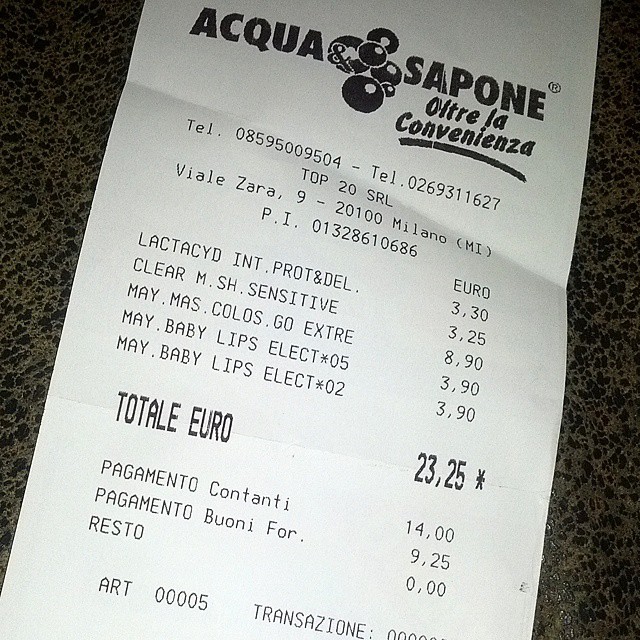 ACQUA & SAPONE®
Oltre la
Convenienza
Tel. 08595009504 - Tel.0269311627
TOP 20 SRL
Viale Zara, 9 - 20100 Milano (MI)
P.I. 01328610686
EURO
LACTACYD INT.PROT&DEL. 3,30
CLEAR M.SH.SENSITIVE 3,25
MAY.MAS.COLOS.GO EXTRE 8,90
MAY.BABY LIPS ELECT*05 3,90
MAY.BABY LIPS ELECT*02 3,90
TOTALE EURO 23,25 *
PAGAMENTO Contanti 14,00
PAGAMENTO Buoni For. 9,25
RESTO 0,00
ART 00005 TRANSAZIONE: